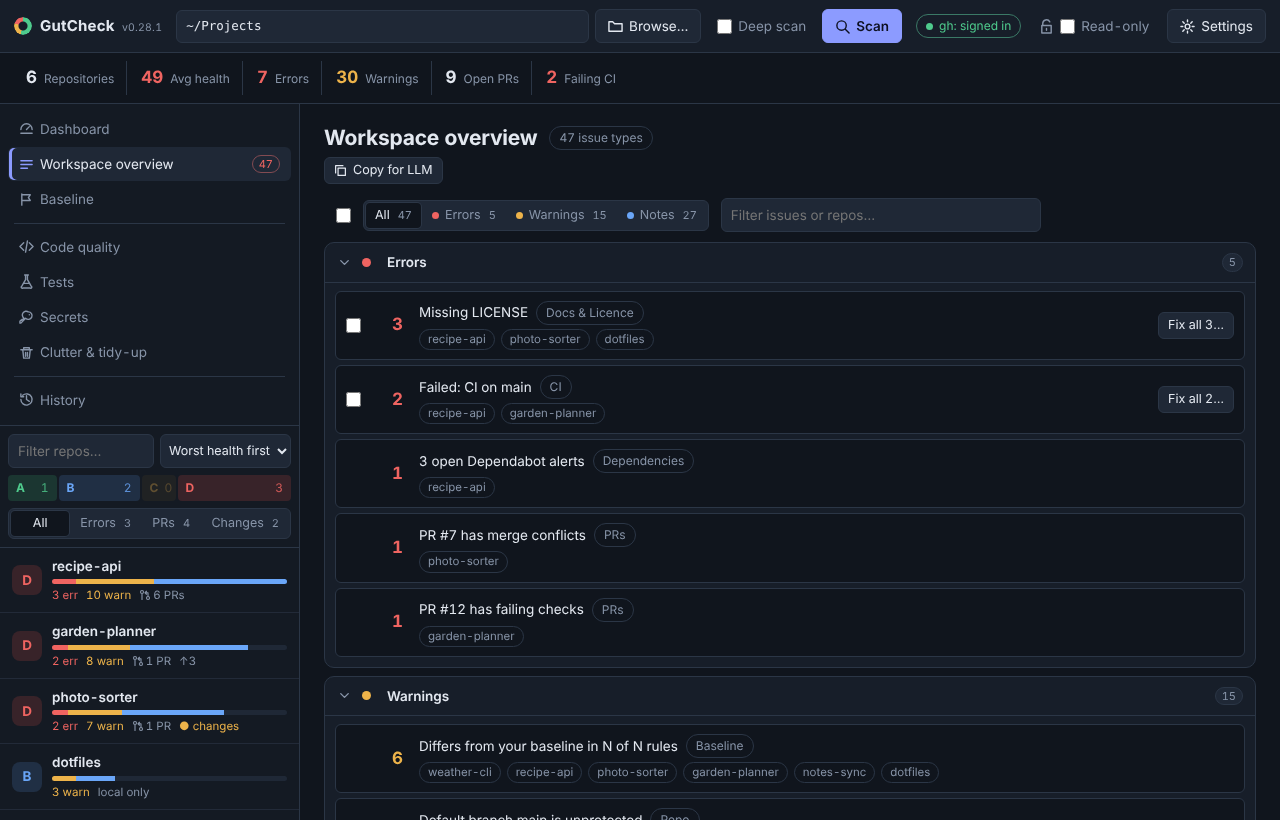 GutCheck v0.28.1
~/Projects
Browse...
Deep scan
Scan
gh: signed in
Read-only
Settings
6 Repositories
49 Avg health
7 Errors
30 Warnings
9 Open PRs
2 Failing CI
Dashboard
Workspace overview 47
Baseline
Code quality
Tests
Secrets
Clutter & tidy-up
History
Filter repos...
Worst health first
A 1
B 2
C 0
D 3
All
Errors 3
PRs 4
Changes 2
D
recipe-api
3 err 10 warn 6 PRs
D
garden-planner
2 err 8 warn 1 PR ↑3
D
photo-sorter
2 err 7 warn 1 PR changes
B
dotfiles
3 warn local only
Workspace overview 47 issue types
Copy for LLM
All 47
Errors 5
Warnings 15
Notes 27
Filter issues or repos...
Errors 5
3 Missing LICENSE Docs & Licence
recipe-api photo-sorter dotfiles
Fix all 3...
2 Failed: CI on main CI
recipe-api garden-planner
Fix all 2...
1 3 open Dependabot alerts Dependencies
recipe-api
1 PR #7 has merge conflicts PRs
photo-sorter
1 PR #12 has failing checks PRs
garden-planner
Warnings 15
6 Differs from your baseline in N of N rules Baseline
weather-cli recipe-api photo-sorter garden-planner notes-sync dotfiles
Default branch main is unprotected Repo